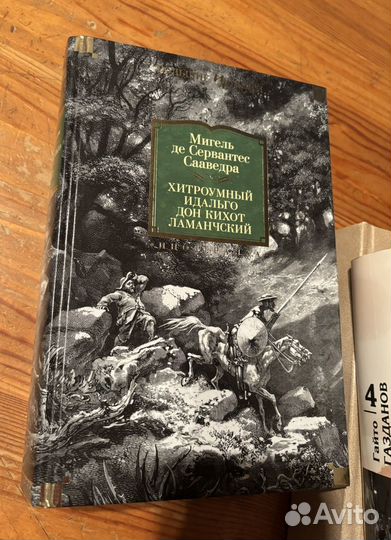 Мигель
де Сервантес
Сааведра
ХИТРОУМНЫЙ
ИДАЛЬГО
ДОН КИХОТ
ЛАМАНЧСКИЙ
Гайто
ГАЗДАНОВ
4
Avito